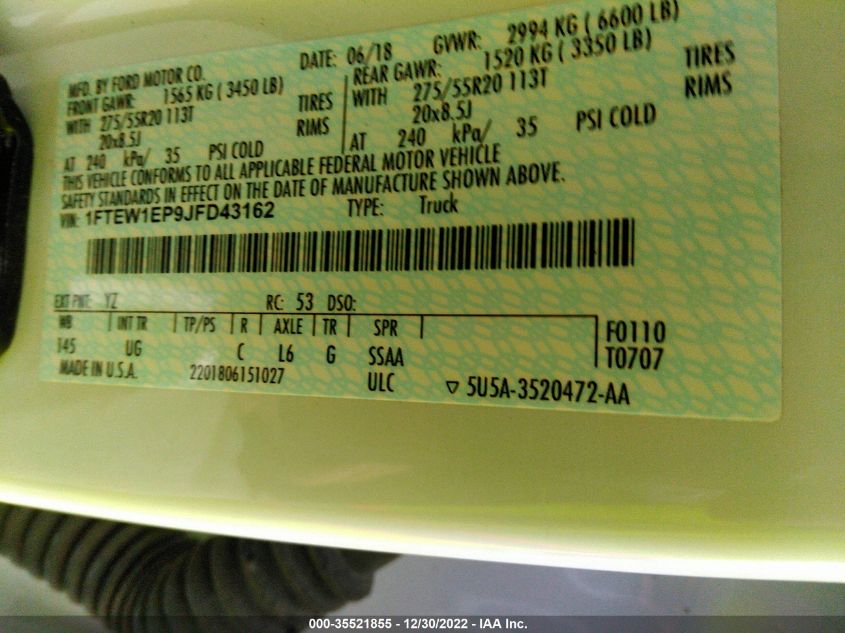 MFD. BY FORD MOTOR CO.
DATE: 06/18 GVWR: 2994 KG ( 6600 LB)
FRONT GAWR: 1565 KG ( 3450 LB)
REAR GAWR: 1520 KG ( 3350 LB)
WITH 275/55R20 113T TIRES
WITH 275/55R20 113T TIRES
20x8.5J RIMS
20x8.5J RIMS
AT 240 kPa/ 35 PSI COLD
AT 240 kPa/ 35 PSI COLD
THIS VEHICLE CONFORMS TO ALL APPLICABLE FEDERAL MOTOR VEHICLE
SAFETY STANDARDS IN EFFECT ON THE DATE OF MANUFACTURE SHOWN ABOVE.
VIN: 1FTEW1EP9JFD43162 TYPE: Truck
EXT PNT: YZ RC: 53 DSO:
WB INT TR TP/PS R AXLE TR SPR
145 UG C L6 G SSAA
F0110
T0707
MADE IN U.S.A. 2201806151027 ULC
▽ 5U5A-3520472-AA
000-35521855 - 12/30/2022 - IAA Inc.